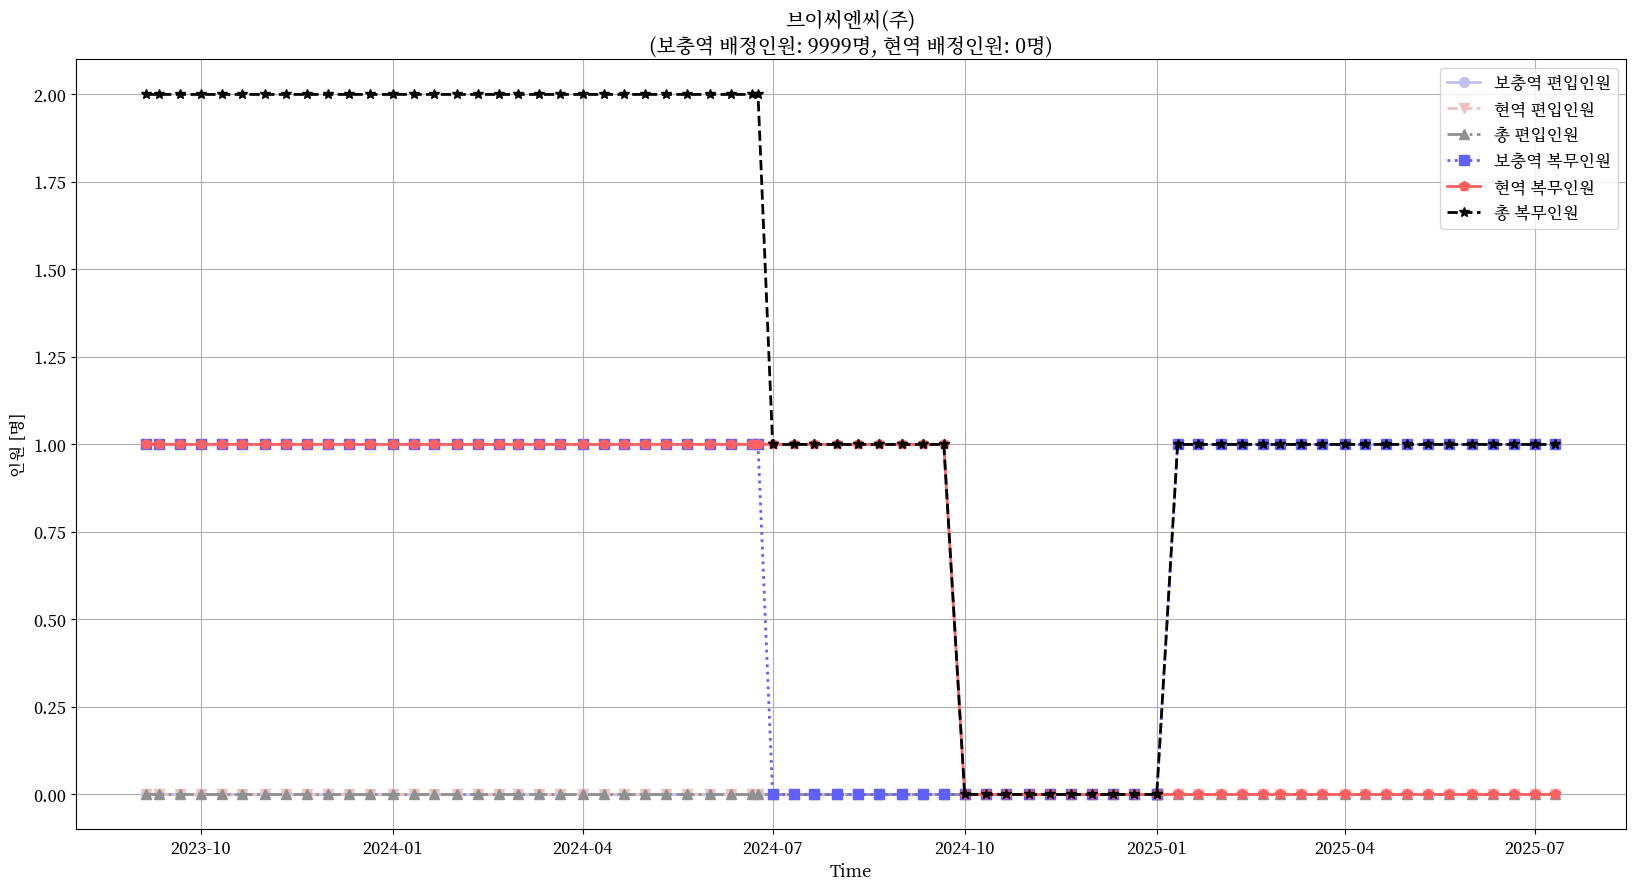 브이씨엔씨(주)
(보충역 배정인원: 9999명, 현역 배정인원: 0명)
보충역 편입인원
현역 편입인원
총 편입인원
보충역 복무인원
현역 복무인원
총 복무인원
인원 [명]
2.00
1.75
1.50
1.25
1.00
0.75
0.50
0.25
0.00
2023-10
2024-01
2024-04
2024-07
2024-10
2025-01
2025-04
2025-07
Time